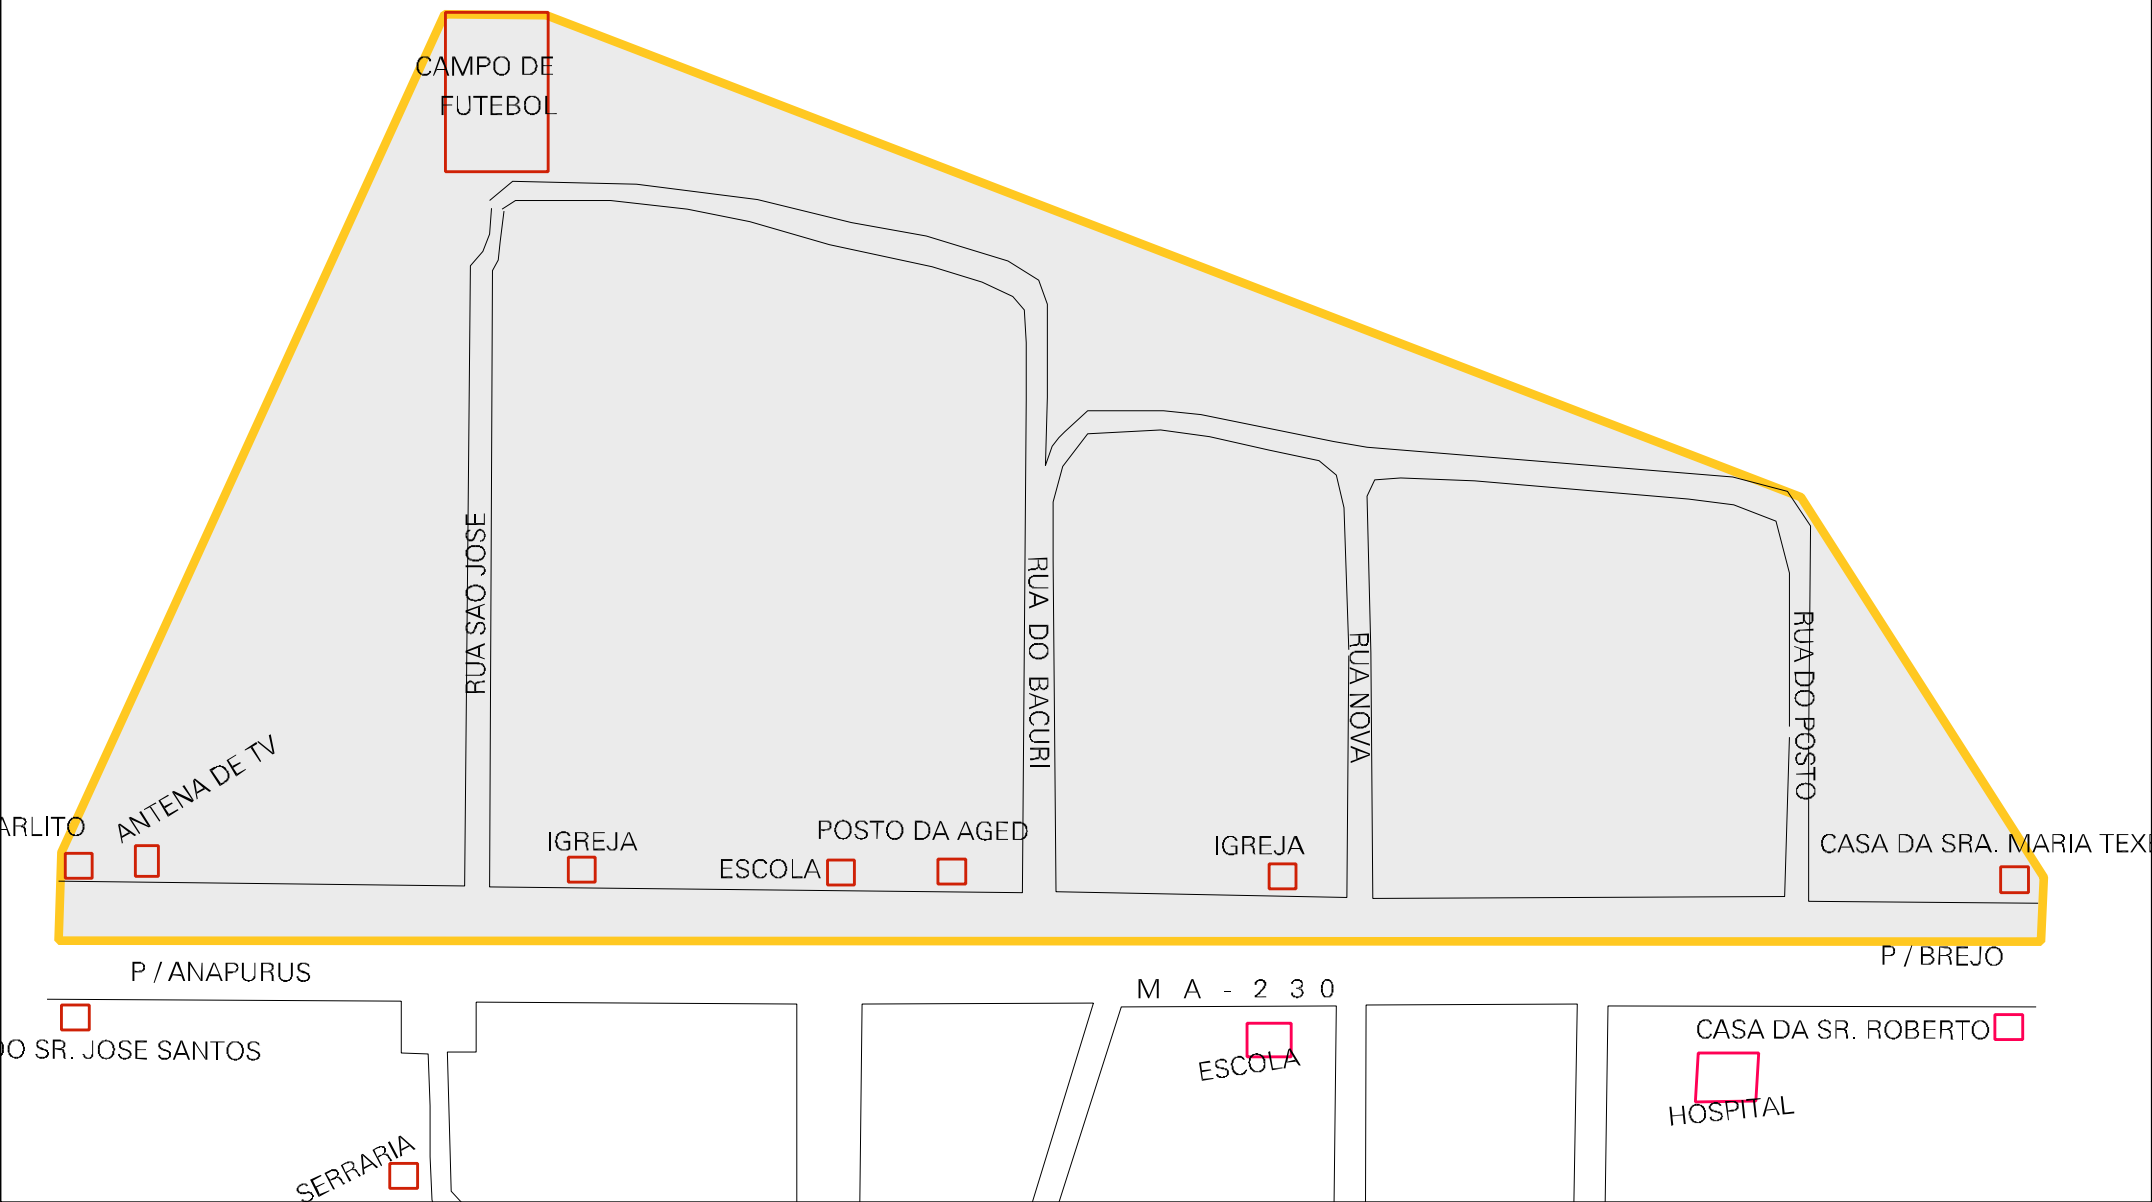 CAMPO DE
FUTEBOL
RUA SAO JOSE
RUA DO BACURI
RUA NOVA
RUA DO POSTO
ANTENA DE TV
ARLITO
IGREJA
ESCOLA
POSTO DA AGED
IGREJA
CASA DA SRA. MARIA TEXE
P / ANAPURUS
P / BREJO
M A - 2 3 0
DO SR. JOSE SANTOS
ESCOLA
CASA DA SR. ROBERTO
HOSPITAL
SERRARIA